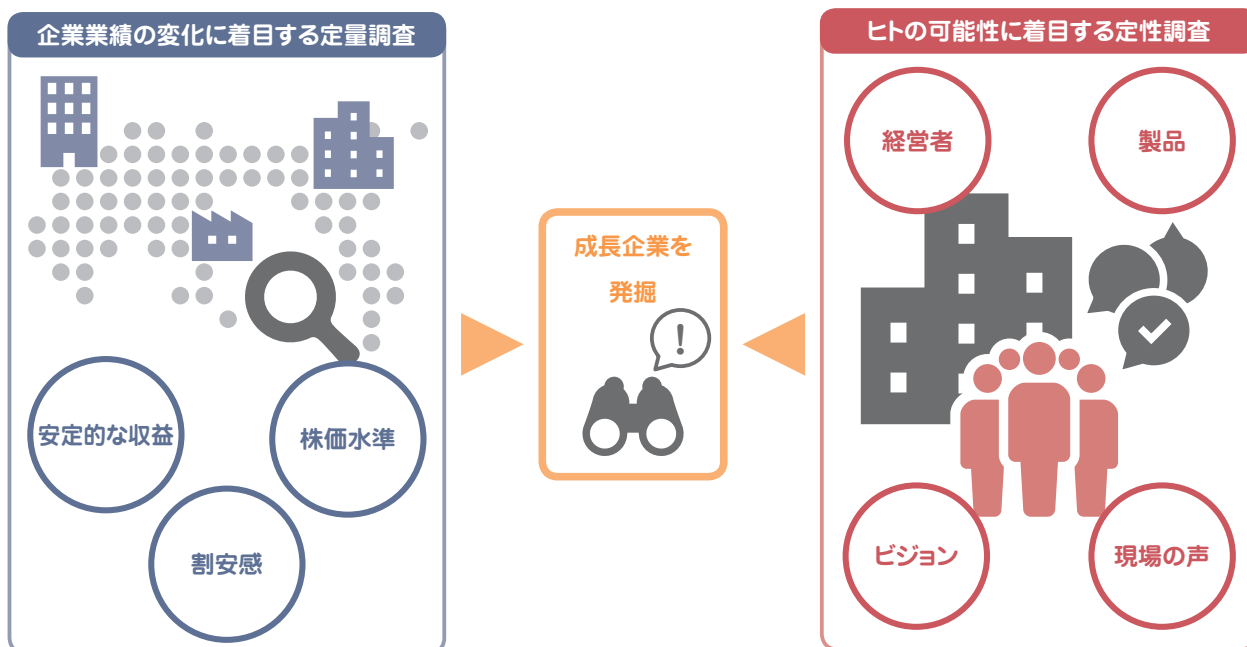 企業業績の変化に着目する定量調査
安定的な収益
株価水準
割安感
成長企業を
発掘
!
ヒトの可能性に着目する定性調査
経営者
製品
ビジョン
現場の声